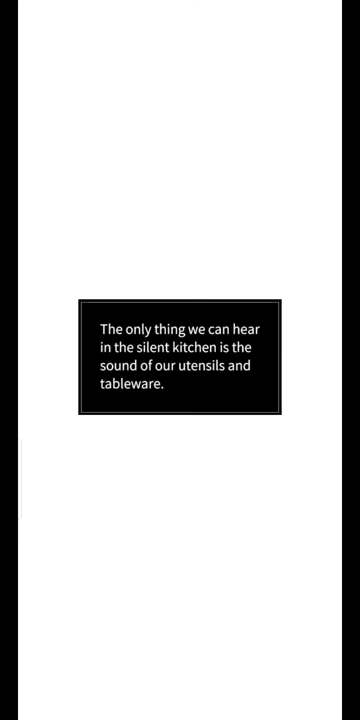 The only thing we can hear
in the silent kitchen is the
sound of our utensils and
tableware.